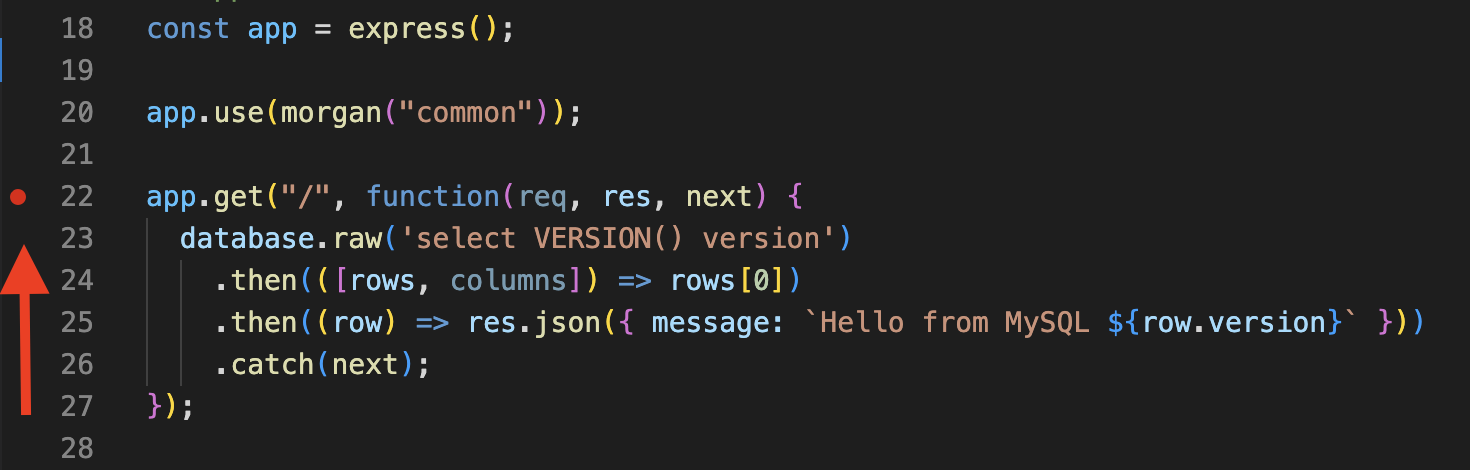 18 const app = express();
19
20 app.use(morgan("common"));
21
22 app.get("/", function(req, res, next) {
23 database.raw('select VERSION() version')
24 .then(([rows, columns]) => rows[0])
25 .then((row) => res.json({ message: `Hello from MySQL ${row.version}` }))
26 .catch(next);
27 });
28